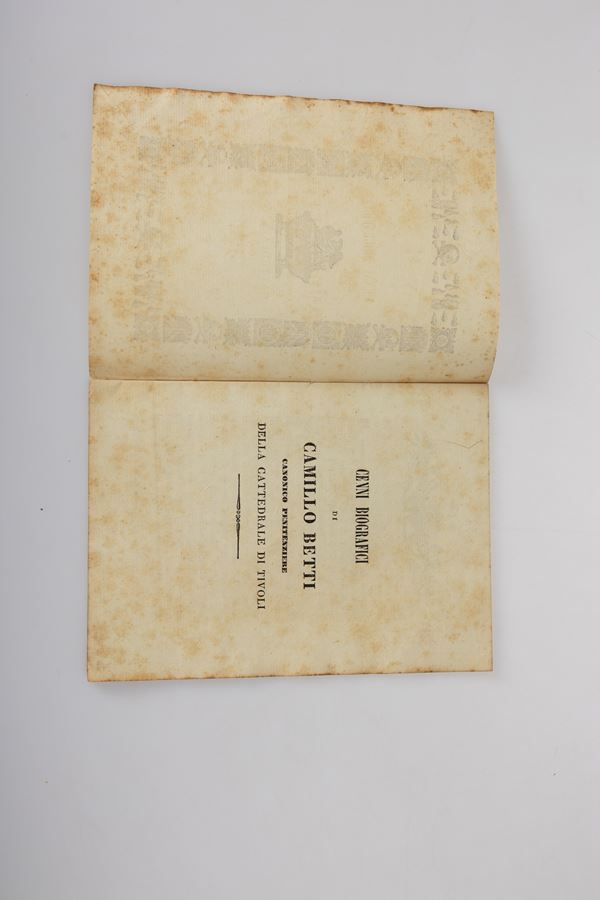 CENNI BIOGRAFICI
DI
CAMILLO BETTI
CANONICO PENITENZIERE
DELLA CATTEDRALE DI TIVOLI